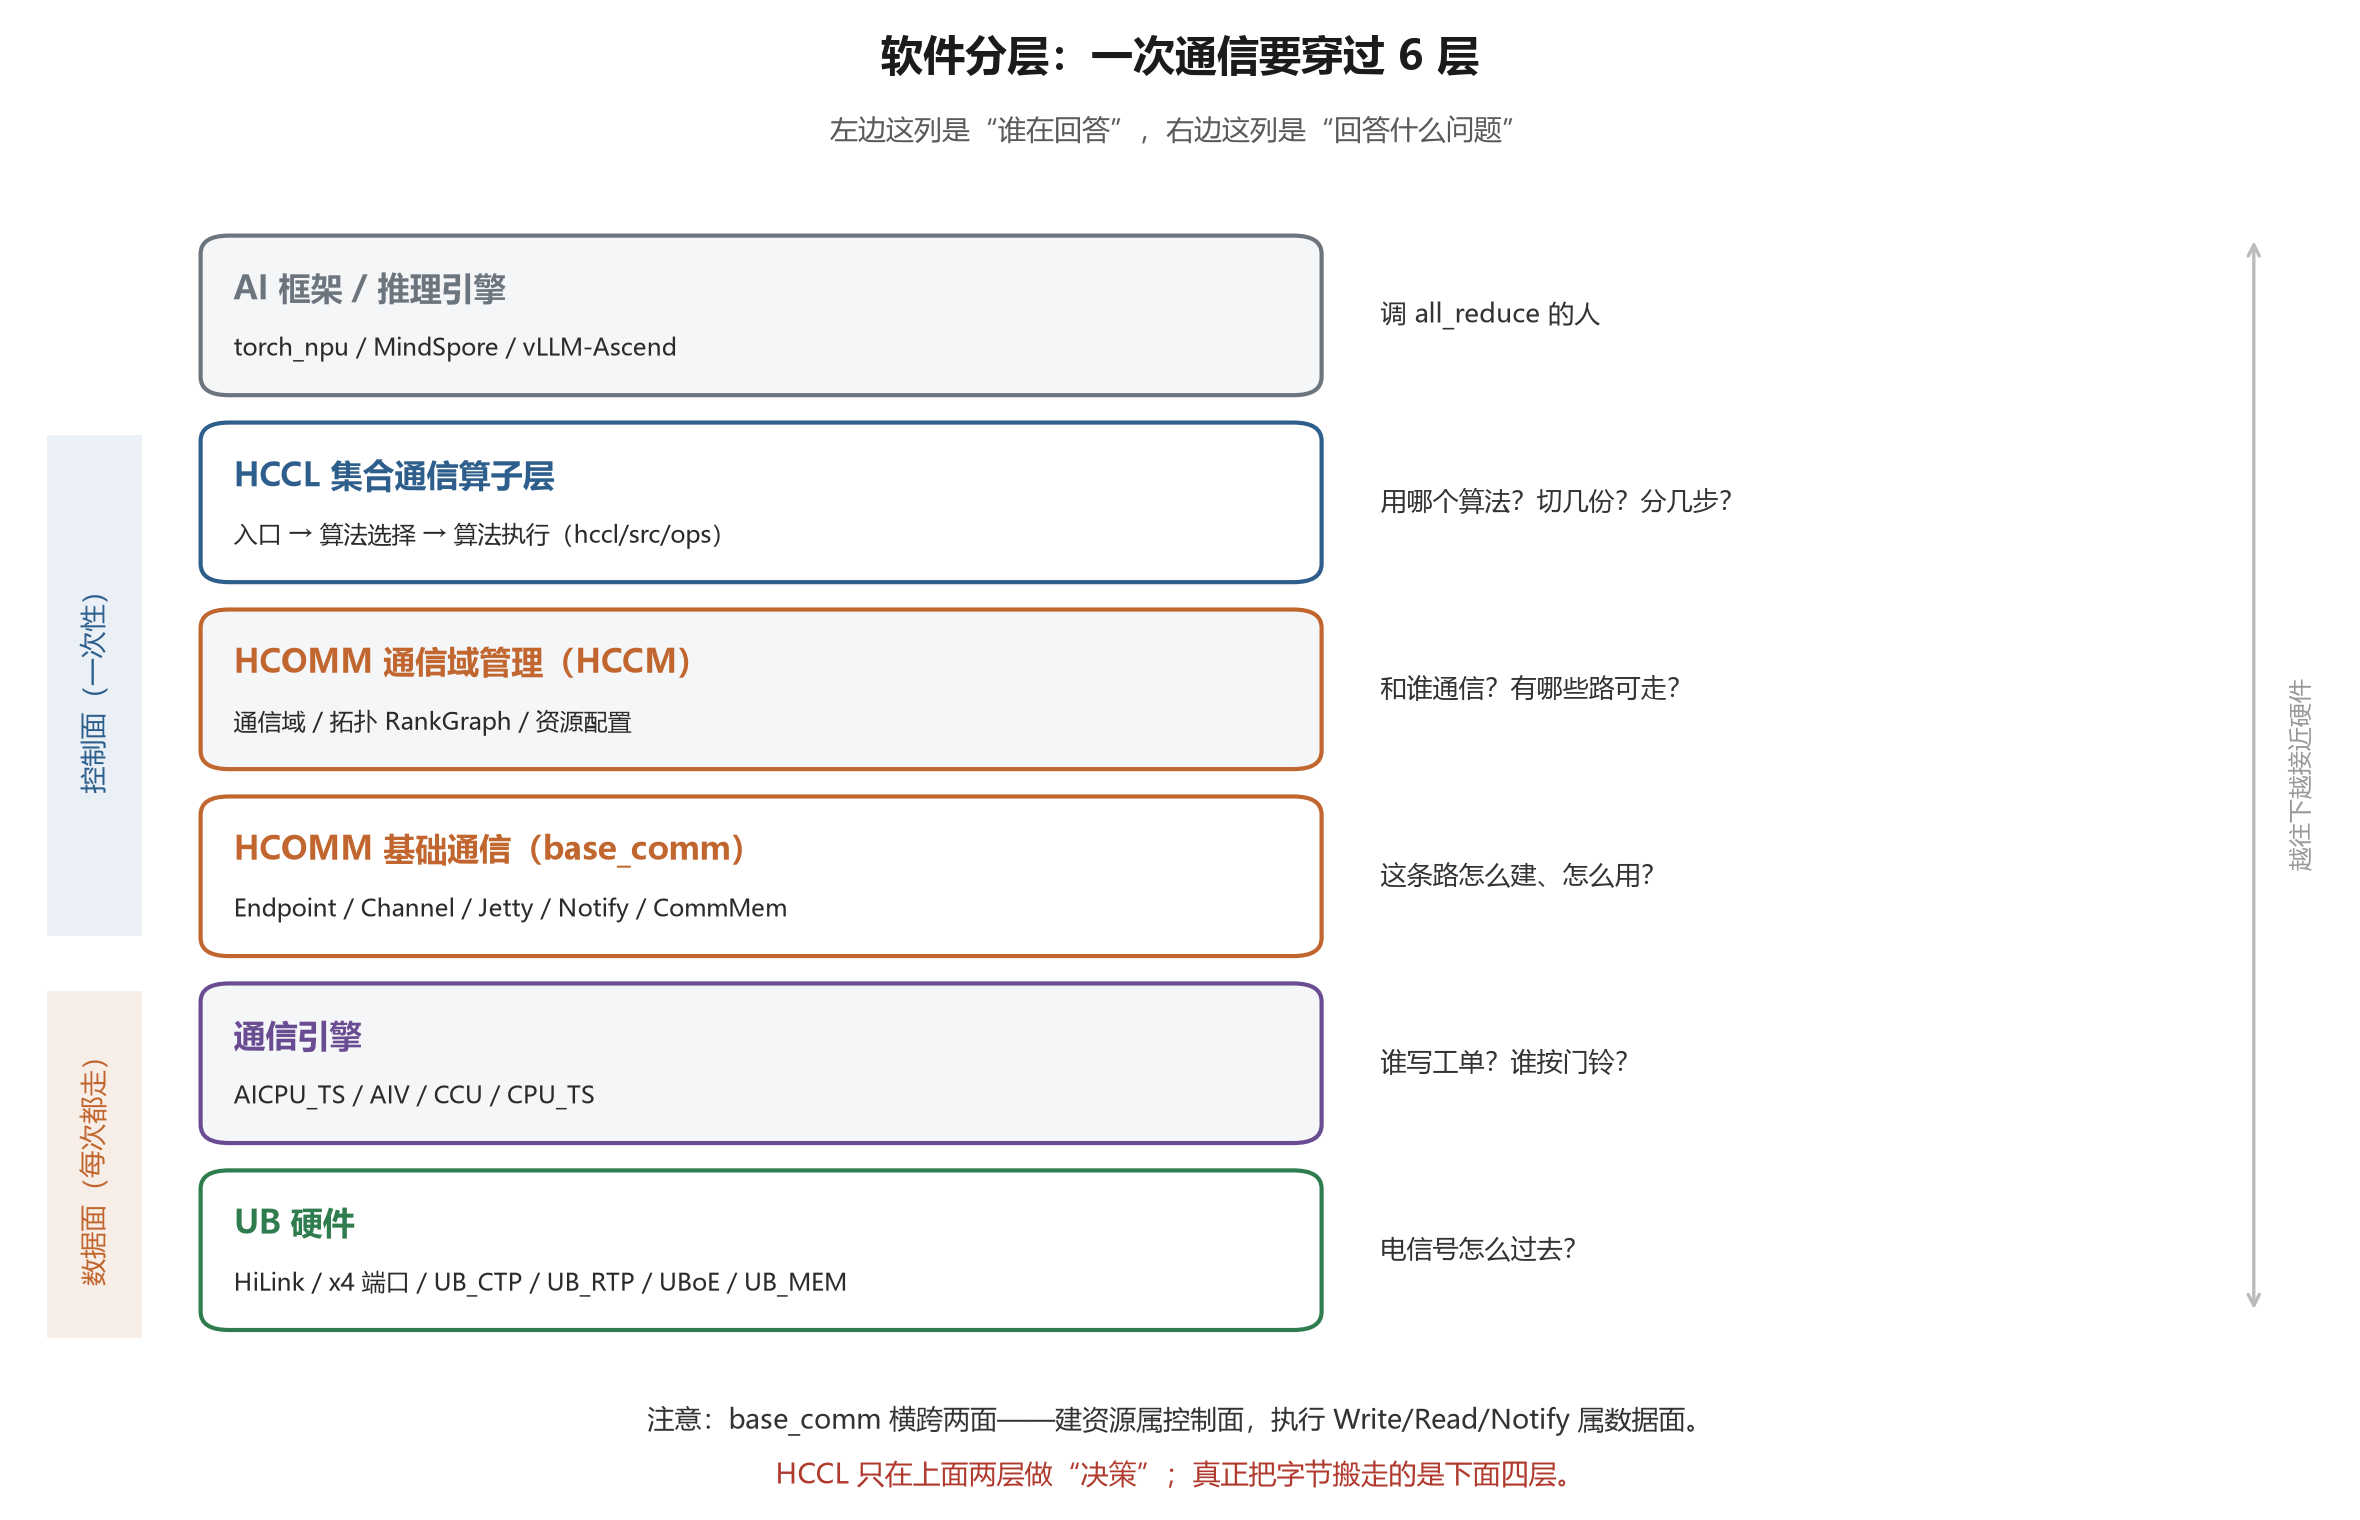 软件分层：一次通信要穿过 6 层
左边这列是“谁在回答”，右边这列是“回答什么问题”
AI 框架 / 推理引擎
torch_npu / MindSpore / vLLM-Ascend
调 all_reduce 的人
HCCL 集合通信算子层
入口 → 算法选择 → 算法执行（hccl/src/ops）
用哪个算法？切几份？分几步？
HCOMM 通信域管理（HCCM）
通信域 / 拓扑 RankGraph / 资源配置
和谁通信？有哪些路可走？
控制面（一次性）
HCOMM 基础通信（base_comm）
Endpoint / Channel / Jetty / Notify / CommMem
这条路怎么建、怎么用？
越往下越接近硬件
通信引擎
AICPU_TS / AIV / CCU / CPU_TS
谁写工单？谁按门铃？
数据面（每次都走）
UB 硬件
HiLink / x4 端口 / UB_CTP / UB_RTP / UBoE / UB_MEM
电信号怎么过去？
注意：base_comm 横跨两面——建资源属控制面，执行 Write/Read/Notify 属数据面。
HCCL 只在上面两层做“决策”；真正把字节搬走的是下面四层。